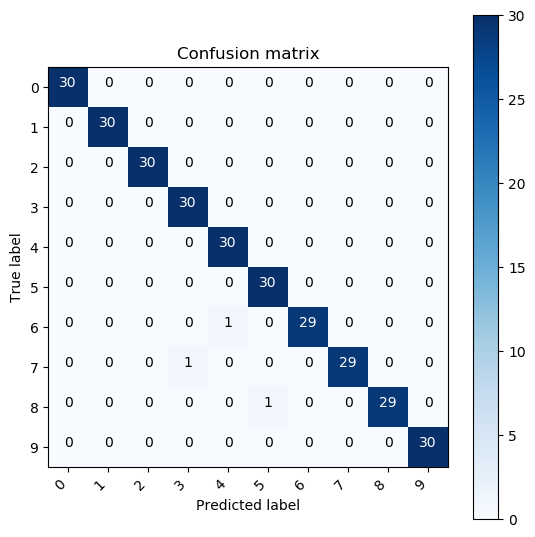 Confusion matrix
0 30 0 0 0 0 0 0 0 0 0
1 0 30 0 0 0 0 0 0 0 0
2 0 0 30 0 0 0 0 0 0 0
3 0 0 0 30 0 0 0 0 0 0
4 0 0 0 0 30 0 0 0 0 0
5 0 0 0 0 0 30 0 0 0 0
6 0 0 0 0 1 0 29 0 0 0
7 0 0 0 1 0 0 0 29 0 0
8 0 0 0 0 0 1 0 0 29 0
9 0 0 0 0 0 0 0 0 0 30
0 1 2 3 4 5 6 7 8 9
Predicted label
True label
30
25
20
15
10
5
0